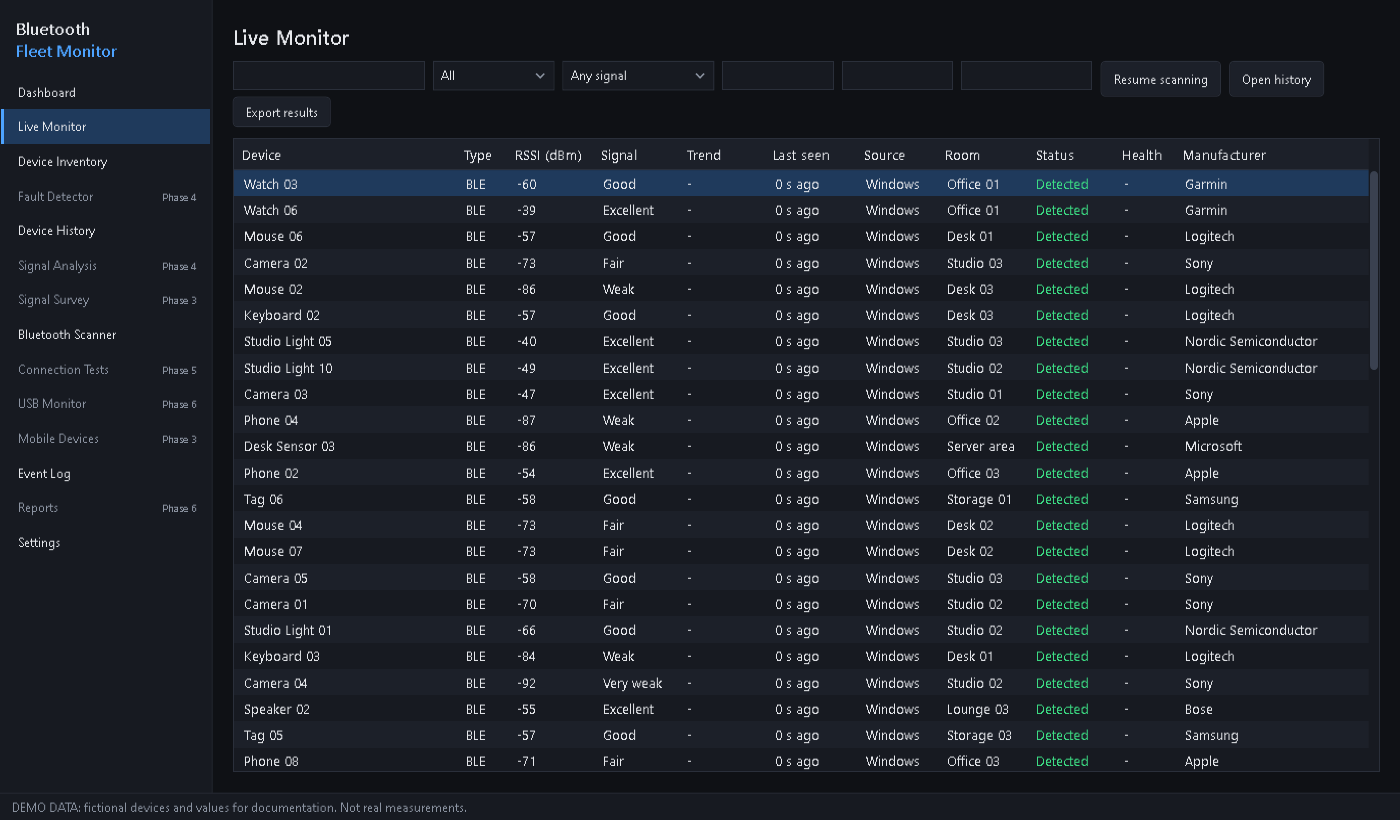 Bluetooth
Fleet Monitor
Dashboard
Live Monitor
Device Inventory
Fault Detector Phase 4
Device History
Signal Analysis Phase 4
Signal Survey Phase 3
Bluetooth Scanner
Connection Tests Phase 5
USB Monitor Phase 6
Mobile Devices Phase 3
Event Log
Reports Phase 6
Settings
Live Monitor
All Any signal Resume scanning Open history
Export results
Device Type RSSI (dBm) Signal Trend Last seen Source Room Status Health Manufacturer
Watch 03 BLE -60 Good - 0 s ago Windows Office 01 Detected - Garmin
Watch 06 BLE -39 Excellent - 0 s ago Windows Office 01 Detected - Garmin
Mouse 06 BLE -57 Good - 0 s ago Windows Desk 01 Detected - Logitech
Camera 02 BLE -73 Fair - 0 s ago Windows Studio 03 Detected - Sony
Mouse 02 BLE -86 Weak - 0 s ago Windows Desk 03 Detected - Logitech
Keyboard 02 BLE -57 Good - 0 s ago Windows Desk 03 Detected - Logitech
Studio Light 05 BLE -40 Excellent - 0 s ago Windows Studio 03 Detected - Nordic Semiconductor
Studio Light 10 BLE -49 Excellent - 0 s ago Windows Studio 02 Detected - Nordic Semiconductor
Camera 03 BLE -47 Excellent - 0 s ago Windows Studio 01 Detected - Sony
Phone 04 BLE -87 Weak - 0 s ago Windows Office 02 Detected - Apple
Desk Sensor 03 BLE -86 Weak - 0 s ago Windows Server area Detected - Microsoft
Phone 02 BLE -54 Excellent - 0 s ago Windows Office 03 Detected - Apple
Tag 06 BLE -58 Good - 0 s ago Windows Storage 01 Detected - Samsung
Mouse 04 BLE -73 Fair - 0 s ago Windows Desk 02 Detected - Logitech
Mouse 07 BLE -73 Fair - 0 s ago Windows Desk 02 Detected - Logitech
Camera 05 BLE -58 Good - 0 s ago Windows Studio 03 Detected - Sony
Camera 01 BLE -70 Fair - 0 s ago Windows Studio 02 Detected - Sony
Studio Light 01 BLE -66 Good - 0 s ago Windows Studio 02 Detected - Nordic Semiconductor
Keyboard 03 BLE -84 Weak - 0 s ago Windows Desk 01 Detected - Logitech
Camera 04 BLE -92 Very weak - 0 s ago Windows Studio 02 Detected - Sony
Speaker 02 BLE -55 Excellent - 0 s ago Windows Lounge 03 Detected - Bose
Tag 05 BLE -57 Good - 0 s ago Windows Storage 03 Detected - Samsung
Phone 08 BLE -71 Fair - 0 s ago Windows Office 03 Detected - Apple
DEMO DATA: fictional devices and values for documentation. Not real measurements.